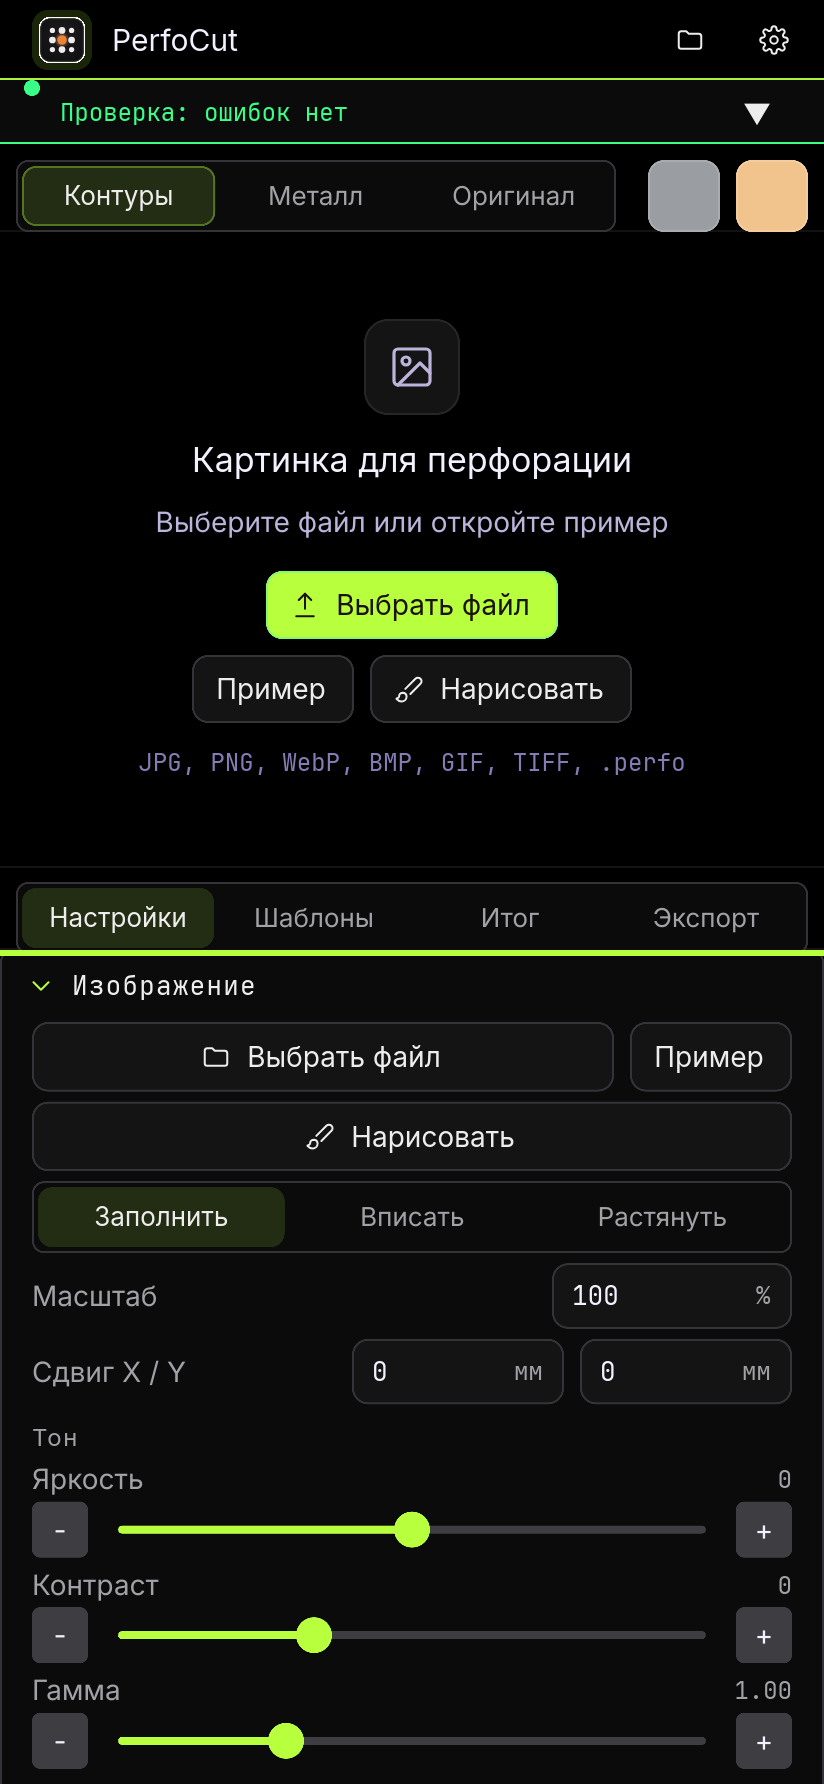 PerfoCut
Проверка: ошибок нет
Контуры Металл Оригинал
Картинка для перфорации
Выберите файл или откройте пример
Выбрать файл
Пример Нарисовать
JPG, PNG, WebP, BMP, GIF, TIFF, .perfo
Настройки Шаблоны Итог Экспорт
Изображение
Выбрать файл Пример
Нарисовать
Заполнить Вписать Растянуть
Масштаб 100 %
Сдвиг X / Y 0 мм 0 мм
Тон
Яркость 0
- +
Контраст 0
- +
Гамма 1.00
- +